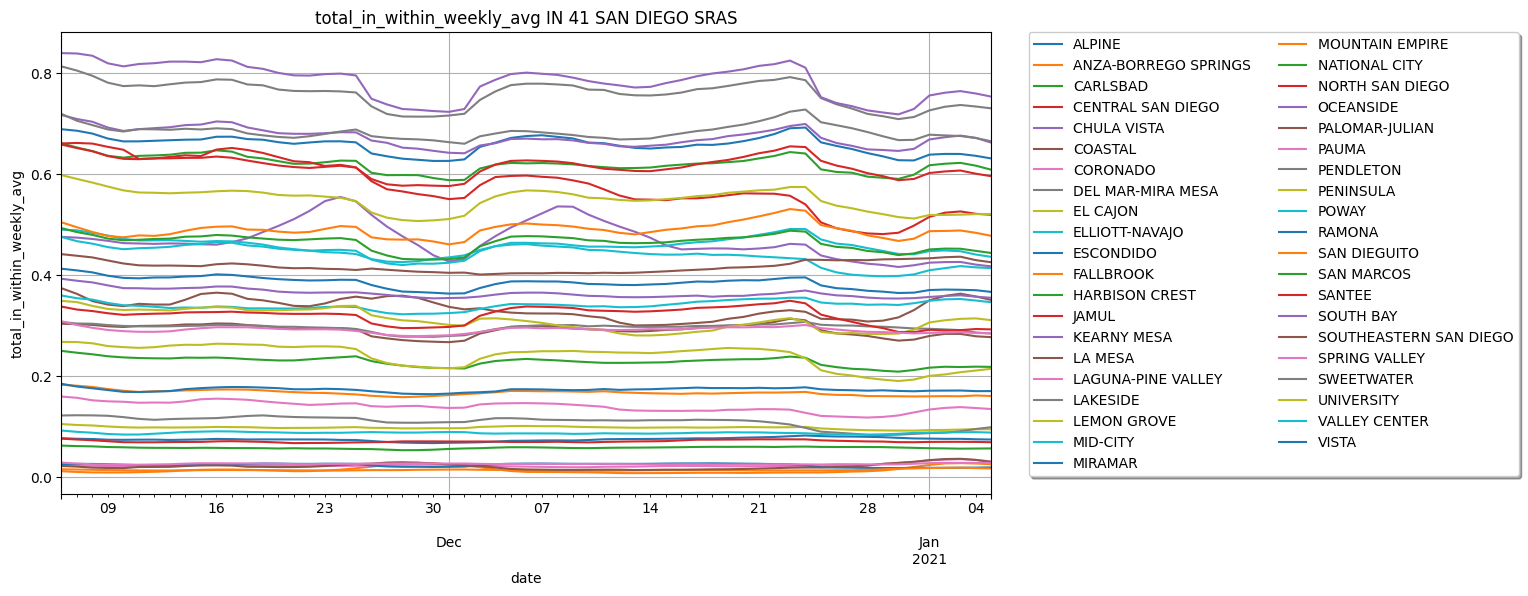 total_in_within_weekly_avg IN 41 SAN DIEGO SRAS
total_in_within_weekly_avg
0.8
0.6
0.4
0.2
0.0
09 16 23 30 07 14 21 28 04
Dec Jan
2021
date
ALPINE
ANZA-BORREGO SPRINGS
CARLSBAD
CENTRAL SAN DIEGO
CHULA VISTA
COASTAL
CORONADO
DEL MAR-MIRA MESA
EL CAJON
ELLIOTT-NAVAJO
ESCONDIDO
FALLBROOK
HARBISON CREST
JAMUL
KEARNY MESA
LA MESA
LAGUNA-PINE VALLEY
LAKESIDE
LEMON GROVE
MID-CITY
MIRAMAR
MOUNTAIN EMPIRE
NATIONAL CITY
NORTH SAN DIEGO
OCEANSIDE
PALOMAR-JULIAN
PAUMA
PENDLETON
PENINSULA
POWAY
RAMONA
SAN DIEGUITO
SAN MARCOS
SANTEE
SOUTH BAY
SOUTHEASTERN SAN DIEGO
SPRING VALLEY
SWEETWATER
UNIVERSITY
VALLEY CENTER
VISTA